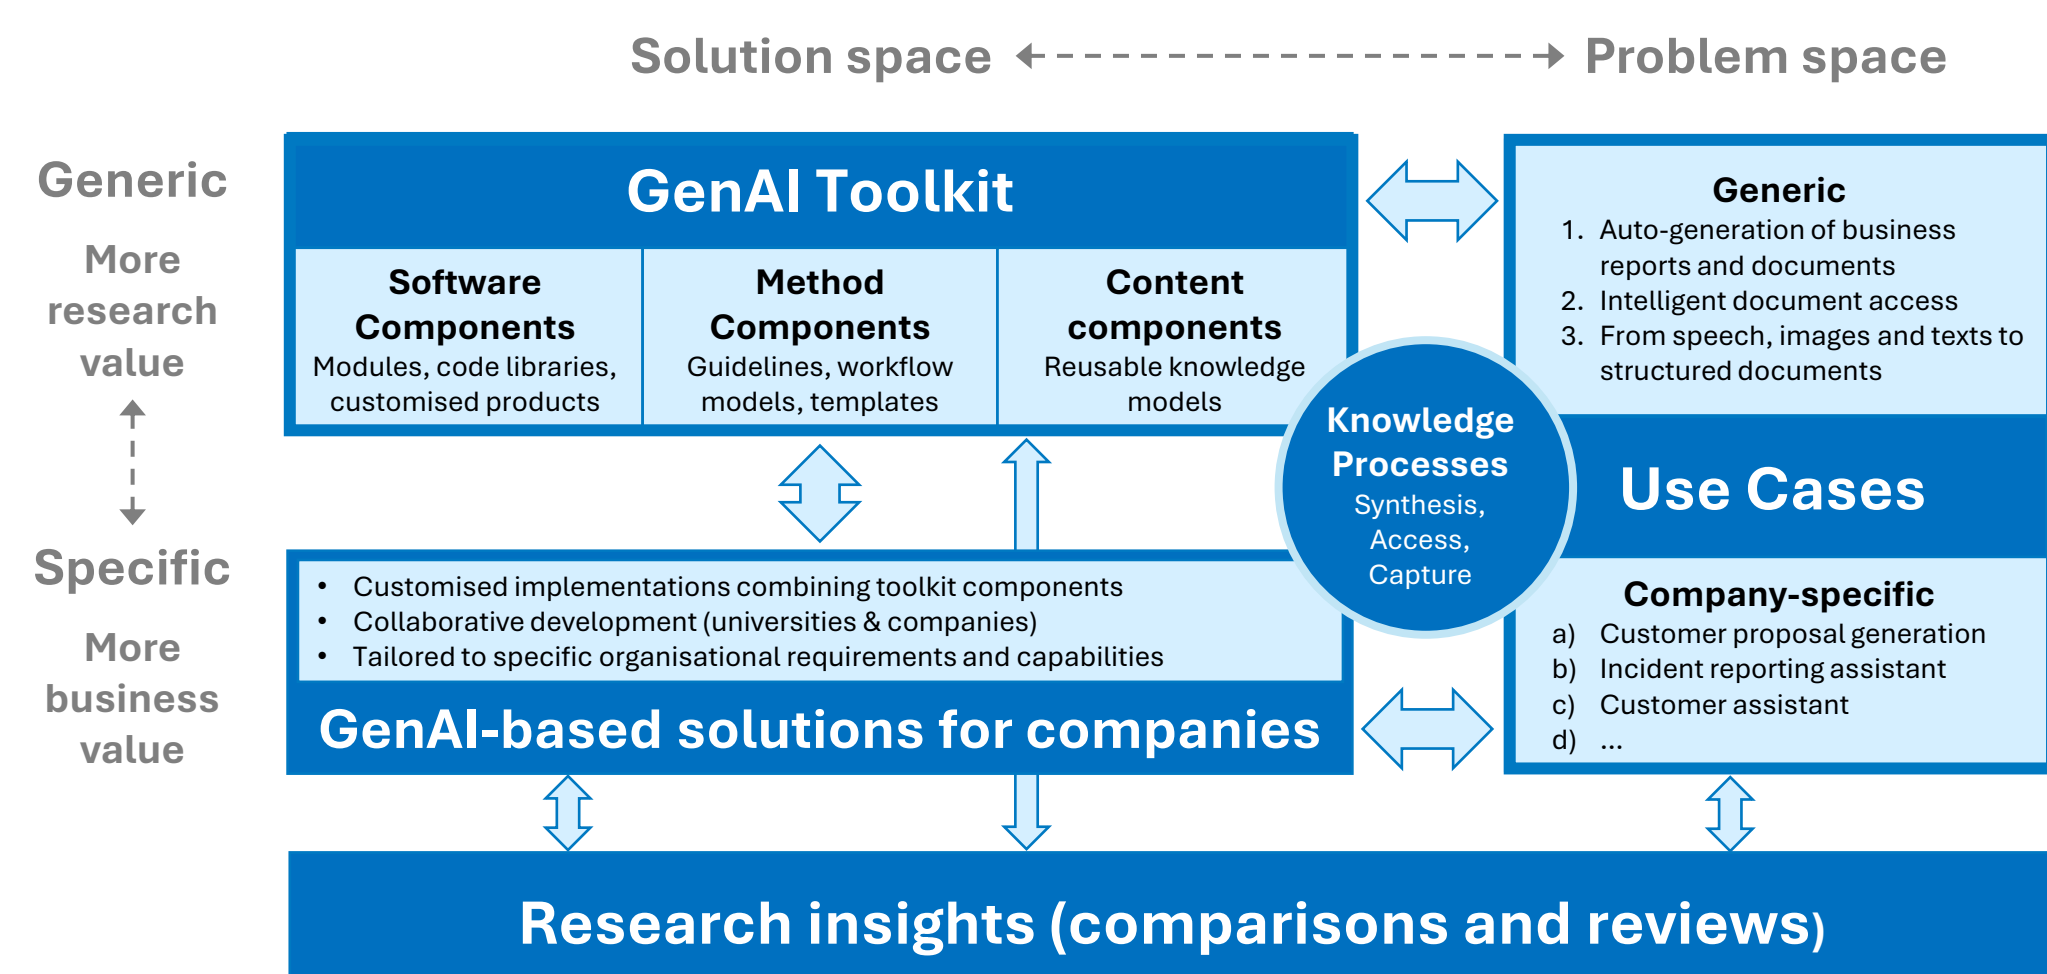 Solution space
Problem space
Generic
More
research
value
Specific
More
business
value
GenAI Toolkit
Software
Components
Modules, code libraries,
customised products
Method
Components
Guidelines, workflow
models, templates
Content
components
Reusable knowledge
models
Generic
1. Auto-generation of business
reports and documents
2. Intelligent document access
3. From speech, images and texts to
structured documents
Knowledge
Processes
Synthesis,
Access,
Capture
Use Cases
• Customised implementations combining toolkit components
• Collaborative development (universities & companies)
• Tailored to specific organisational requirements and capabilities
GenAI-based solutions for companies
Company-specific
a) Customer proposal generation
b) Incident reporting assistant
c) Customer assistant
d) ...
Research insights (comparisons and reviews)